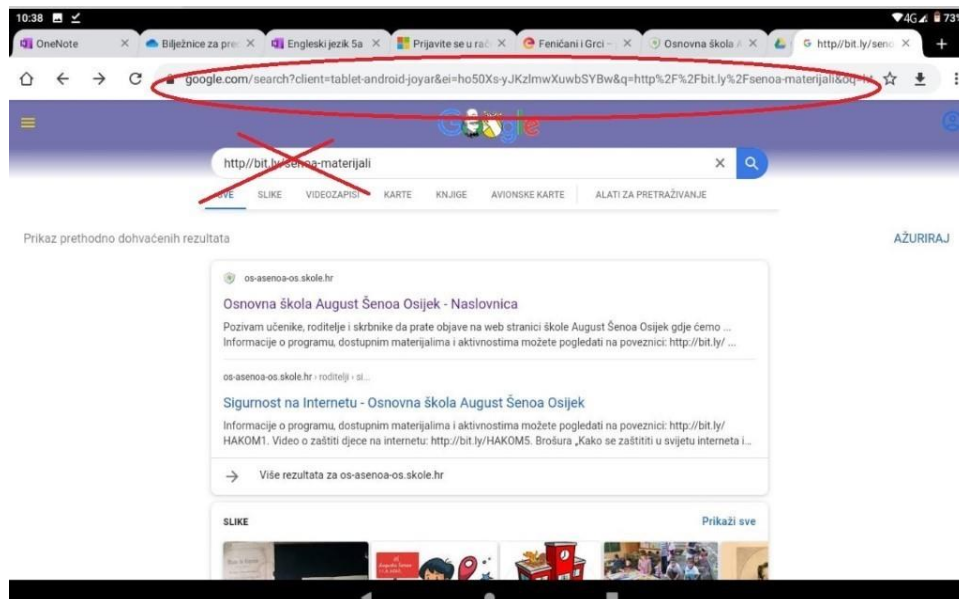 10:38 4G 73%
OneNote Bilježnice za pre Engleski jezik 5a Prijavite se u rač Feničani i Grci - Osnovna škola A http//bit.ly/seno
google.com/search?client=tablet-android-joyar&ei=ho50Xs-yJKzlmwXuwbSYBw&q=http%2F%2Fbit.ly%2Fsenoa-materijali&oq=ht
Google
http//bit.ly/senoa-materijali
SVE SLIKE VIDEOZAPISI KARTE KNJIGE AVIONSKE KARTE ALATI ZA PRETRAŽIVANJE
Prikaz prethodno dohvaćenih rezultata AŽURIRAJ
os-asenoa-os.skole.hr
Osnovna škola August Šenoa Osijek - Naslovnica
Pozivam učenike, roditelje i skrbnike da prate objave na web stranici škole August Šenoa Osijek gdje ćemo ...
Informacije o programu, dostupnim materijalima i aktivnostima možete pogledati na poveznici: http://bit.ly/ ...
os-asenoa-os.skole.hr › roditelji › si...
Sigurnost na Internetu - Osnovna škola August Šenoa Osijek
Informacije o programu, dostupnim materijalima i aktivnostima možete pogledati na poveznici: http://bit.ly/
HAKOM1. Video o zaštiti djece na internetu: http://bit.ly/HAKOM5. Brošura „Kako se zaštititi u svijetu interneta i...
Više rezultata za os-asenoa-os.skole.hr
SLIKE Prikaži sve